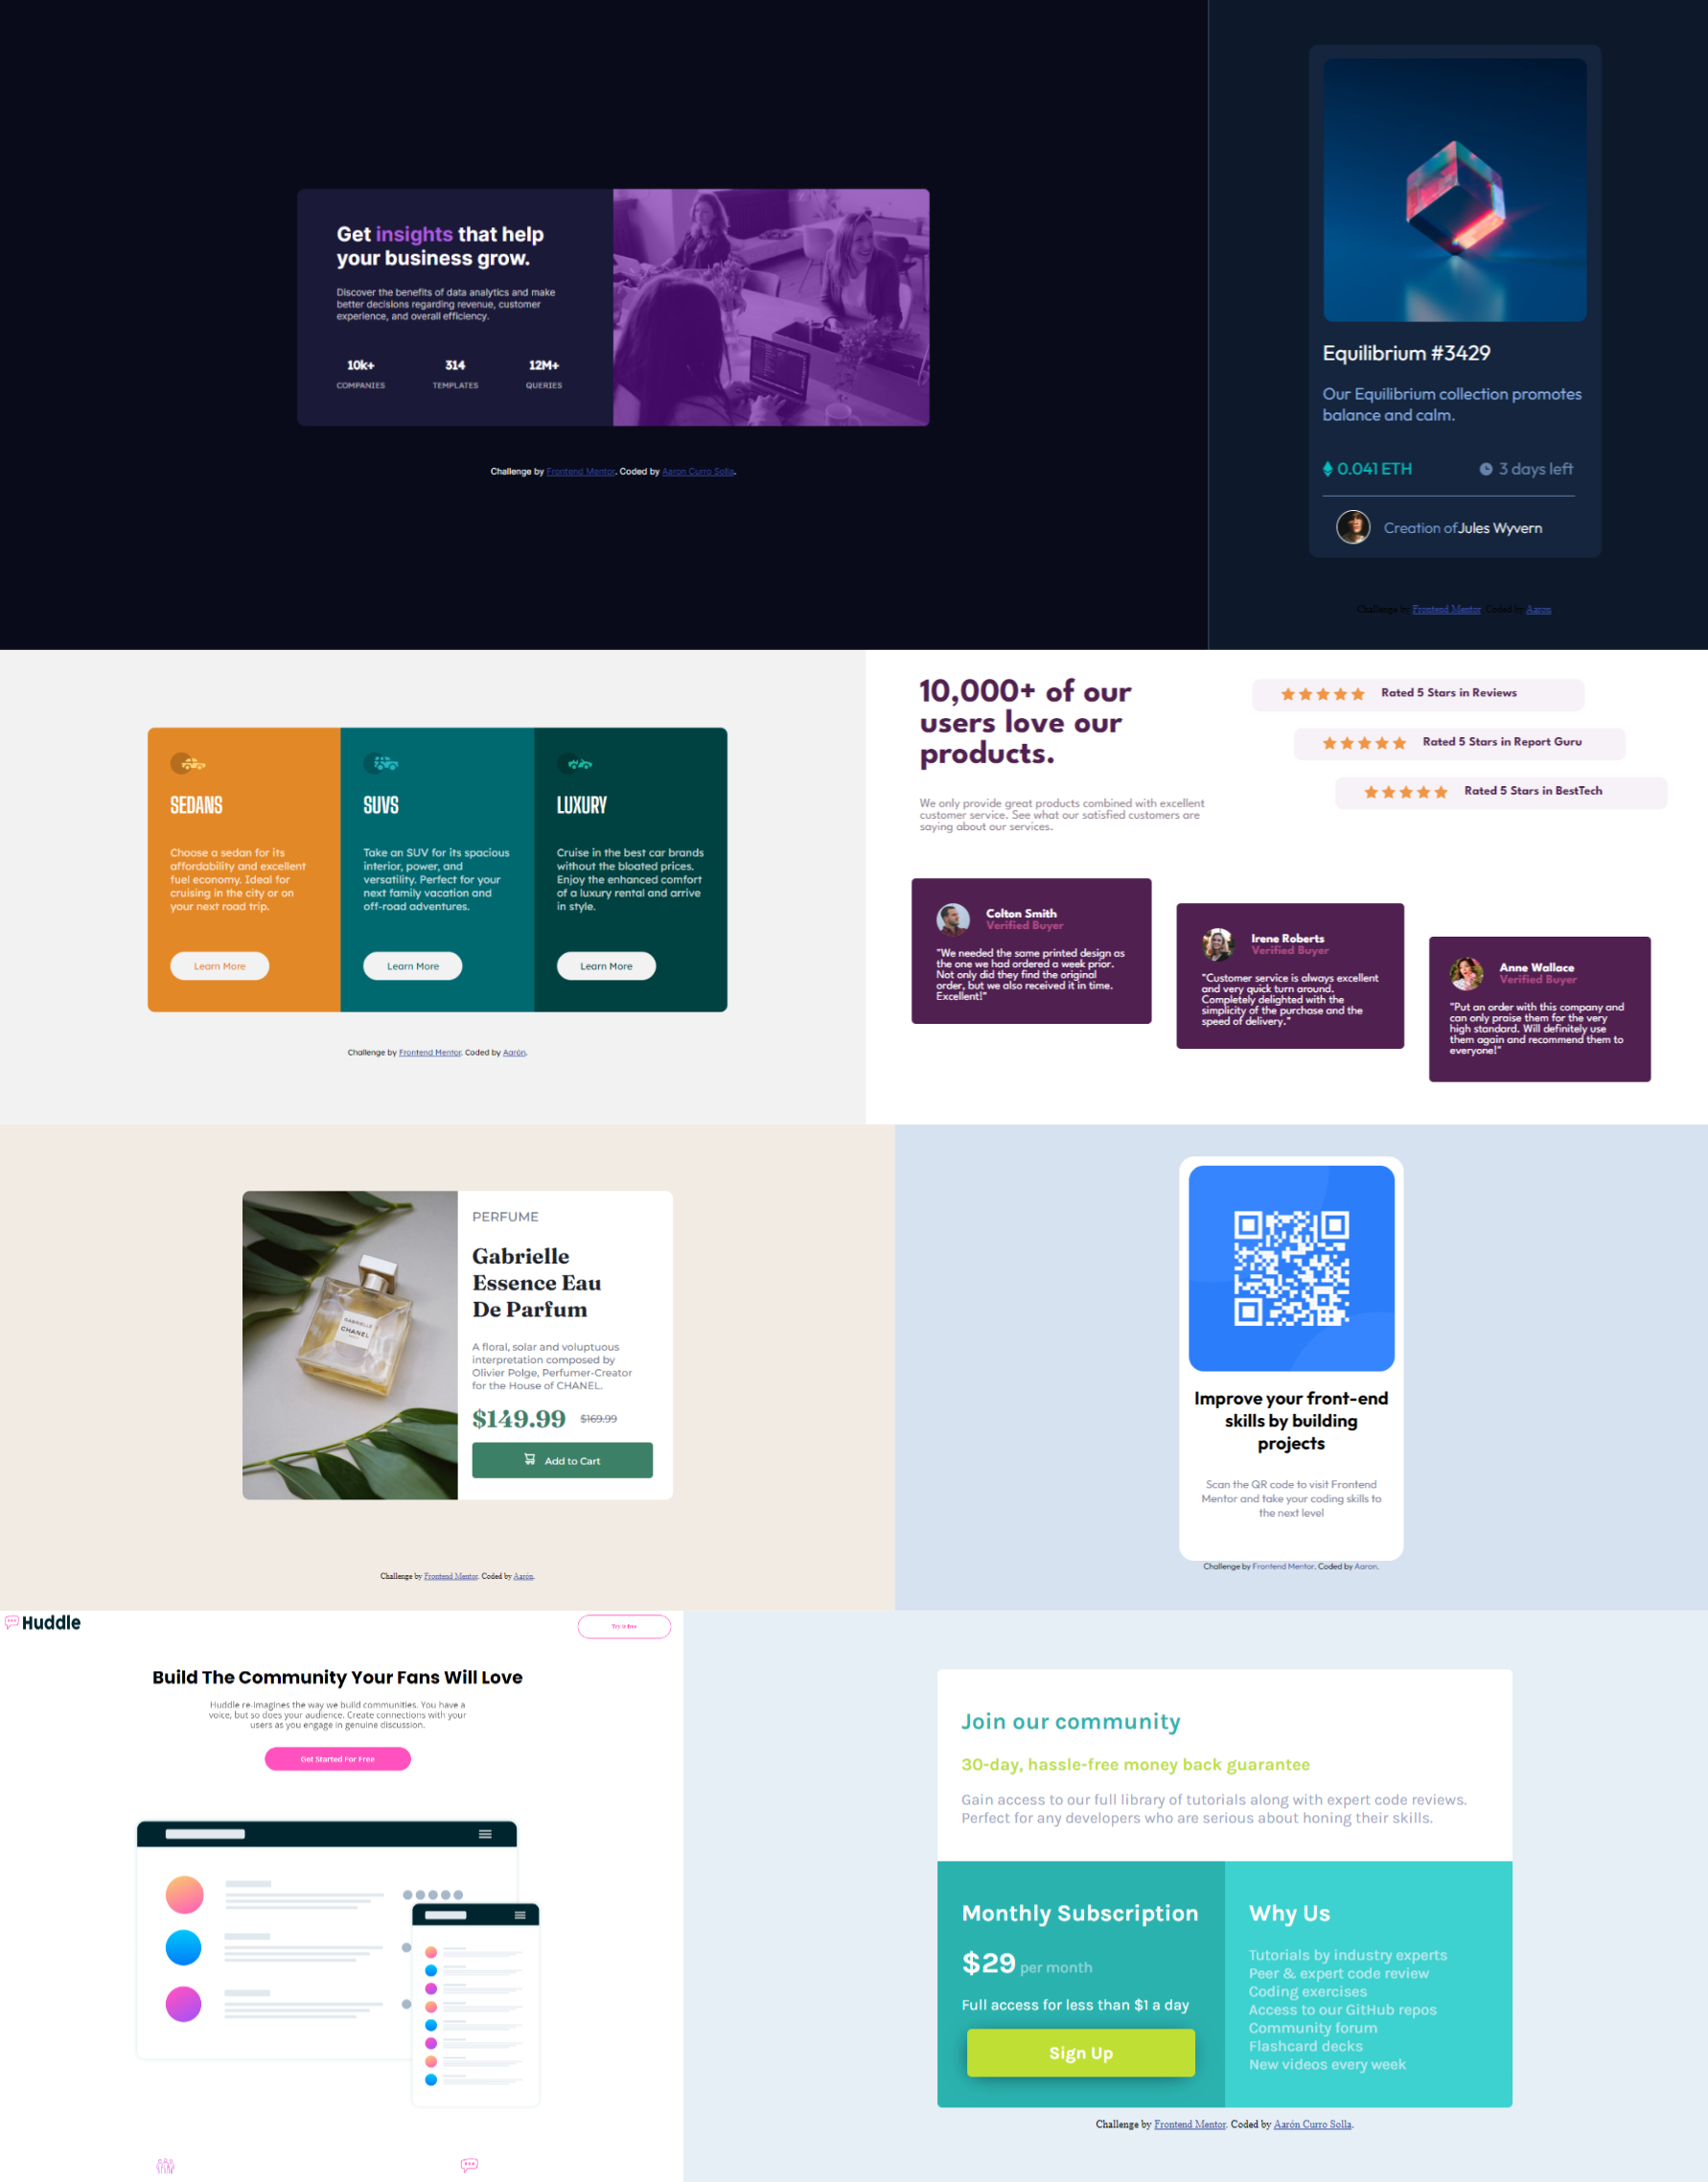 Get insights that help
your business grow.
Discover the benefits of data analytics and make
better decisions regarding revenue, customer
experience, and overall efficiency.
10k+ 314 12M+
COMPANIES TEMPLATES QUERIES
Challenge by Frontend Mentor. Coded by Aaron Curro Solla.
Equilibrium #3429
Our Equilibrium collection promotes
balance and calm.
0.041 ETH 3 days left
Creation ofJules Wyvern
Challenge by Frontend Mentor. Coded by Aaron
SEDANS
Choose a sedan for its
affordability and excellent
fuel economy. Ideal for
cruising in the city or on
your next road trip.
Learn More
SUVS
Take an SUV for its spacious
interior, power, and
versatility. Perfect for your
next family vacation and
off-road adventures.
Learn More
LUXURY
Cruise in the best car brands
without the bloated prices.
Enjoy the enhanced comfort
of a luxury rental and arrive
in style.
Learn More
Challenge by Frontend Mentor. Coded by Aarón.
10,000+ of our
users love our
products.
We only provide great products combined with excellent
customer service. See what our satisfied customers are
saying about our services.
Rated 5 Stars in Reviews
Rated 5 Stars in Report Guru
Rated 5 Stars in BestTech
Colton Smith
Verified Buyer
"We needed the same printed design as
the one we had ordered a week prior.
Not only did they find the original
order, but we also received it in time.
Excellent!"
Irene Roberts
Verified Buyer
"Customer service is always excellent
and very quick turn around.
Completely delighted with the
simplicity of the purchase and the
speed of delivery."
Anne Wallace
Verified Buyer
"Put an order with this company and
can only praise them for the very
high standard. Will definitely use
them again and recommend them to
everyone!"
GABRIELLE
CHANEL
PERFUME
Gabrielle
Essence Eau
De Parfum
A floral, solar and voluptuous
interpretation composed by
Olivier Polge, Perfumer-Creator
for the House of CHANEL.
$149.99 $169.99
Add to Cart
Challenge by Frontend Mentor. Coded by Aarón.
Improve your front-end
skills by building
projects
Scan the QR code to visit Frontend
Mentor and take your coding skills to
the next level
Challenge by Frontend Mentor. Coded by Aaron.
Huddle
Try it free
Build The Community Your Fans Will Love
Huddle re-imagines the way we build communities. You have a
voice, but so does your audience. Create connections with your
users as you engage in genuine discussion.
Get Started For Free
Join our community
30-day, hassle-free money back guarantee
Gain access to our full library of tutorials along with expert code reviews.
Perfect for any developers who are serious about honing their skills.
Monthly Subscription
$29 per month
Full access for less than $1 a day
Sign Up
Why Us
Tutorials by industry experts
Peer & expert code review
Coding exercises
Access to our GitHub repos
Community forum
Flashcard decks
New videos every week
Challenge by Frontend Mentor. Coded by Aarón Curro Solla.